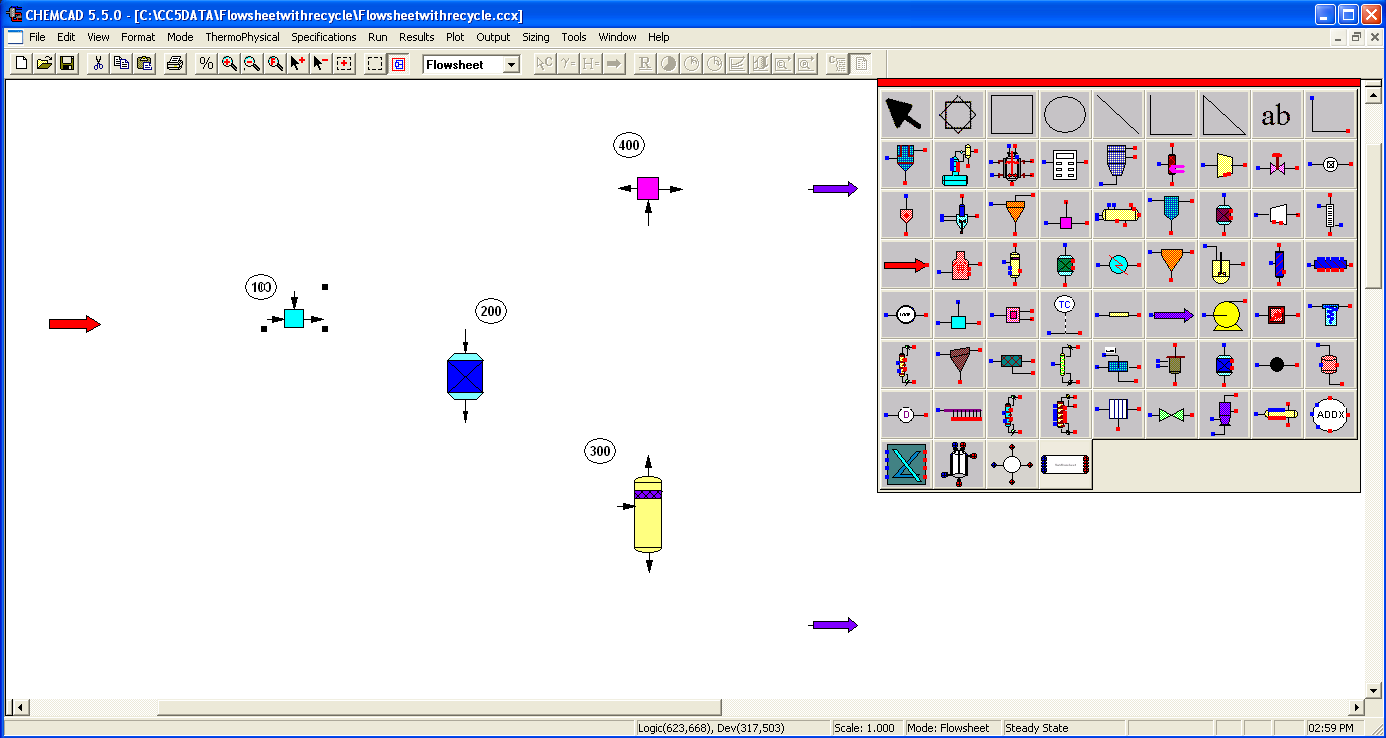 CHEMCAD 5.5.0 - [C:\CC5DATA\Flowsheetwithrecycle\Flowsheetwithrecycle.ccx]
File Edit View Format Mode ThermoPhysical Specifications Run Results Plot Output Sizing Tools Window Help
% Flowsheet C γ= H= R C
ab
400
100
200
TC
300
D ADDX
Logic(623,668), Dev(317,503) Scale: 1.000 Mode: Flowsheet Steady State 02:59 PM